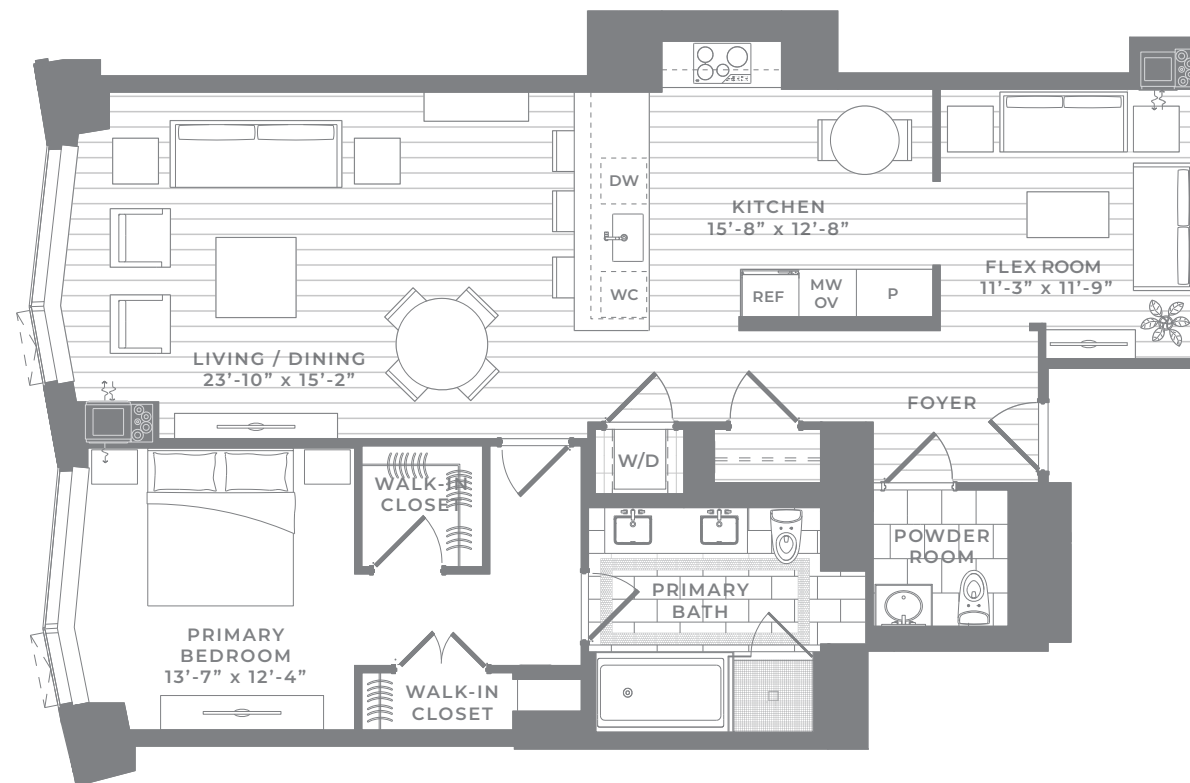 DW
KITCHEN
15’-8” x 12’-8”
WC
REF
MW
OV
P
FLEX ROOM
11’-3” x 11’-9”
LIVING / DINING
23’-10” x 15’-2”
FOYER
W/D
WALK-IN
CLOSET
POWDER
ROOM
PRIMARY
BATH
PRIMARY
BEDROOM
13’-7” x 12’-4”
WALK-IN
CLOSET